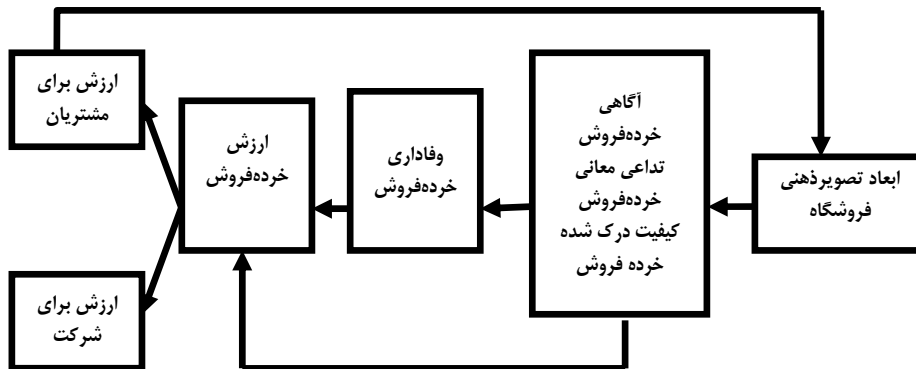 ابعاد تصویرذهنی
فروشگاه
آگاهی
خرده‌فروش
تداعی معانی
خرده‌فروش
کیفیت درک شده
خرده فروش
وفاداری
خرده‌فروش
ارزش
خرده‌فروش
ارزش برای
مشتریان
ارزش برای
شرکت